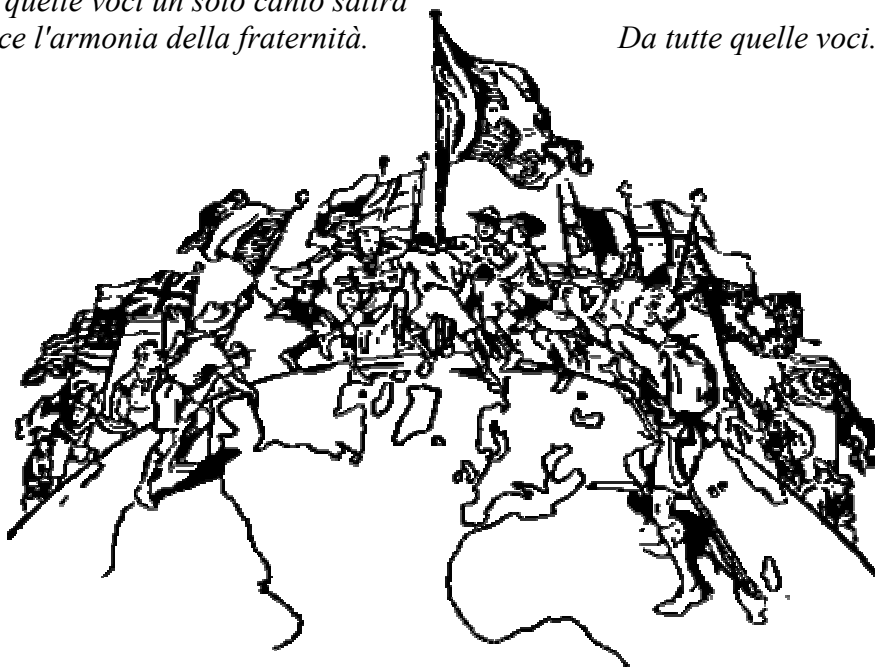 quelle voci un solo canto salirà
ce l'armonia della fraternità.
Da tutte quelle voci.